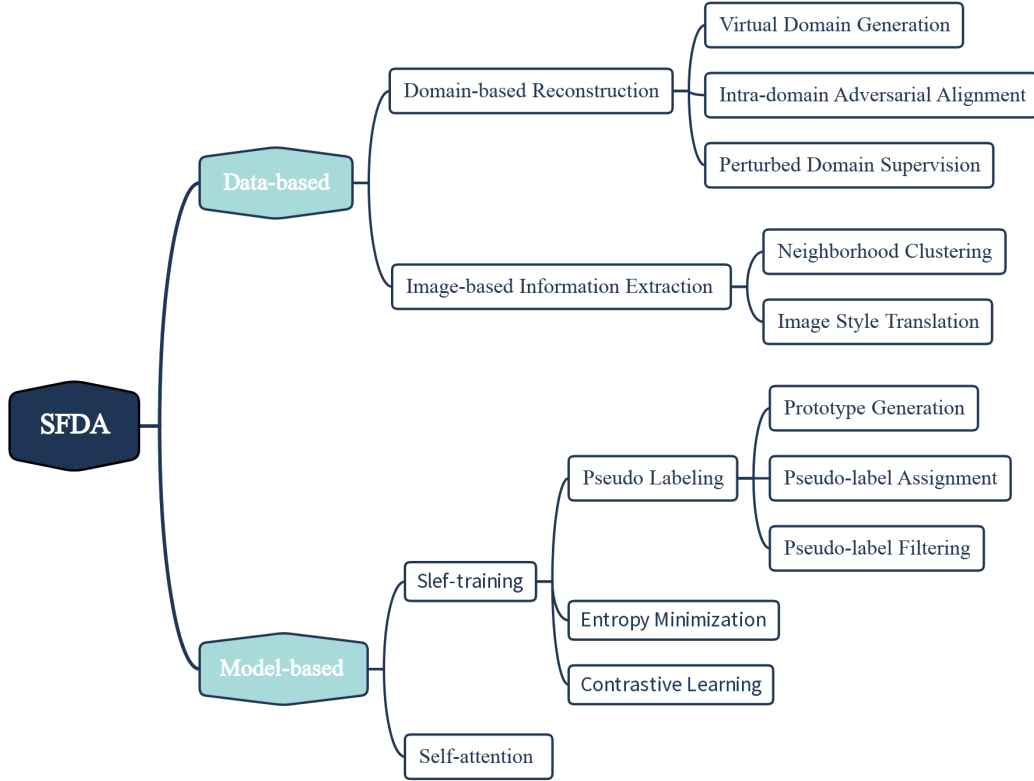 SFDA
Data-based
Domain-based Reconstruction
Virtual Domain Generation
Intra-domain Adversarial Alignment
Perturbed Domain Supervision
Image-based Information Extraction
Neighborhood Clustering
Image Style Translation
Model-based
Slef-training
Pseudo Labeling
Prototype Generation
Pseudo-label Assignment
Pseudo-label Filtering
Entropy Minimization
Contrastive Learning
Self-attention